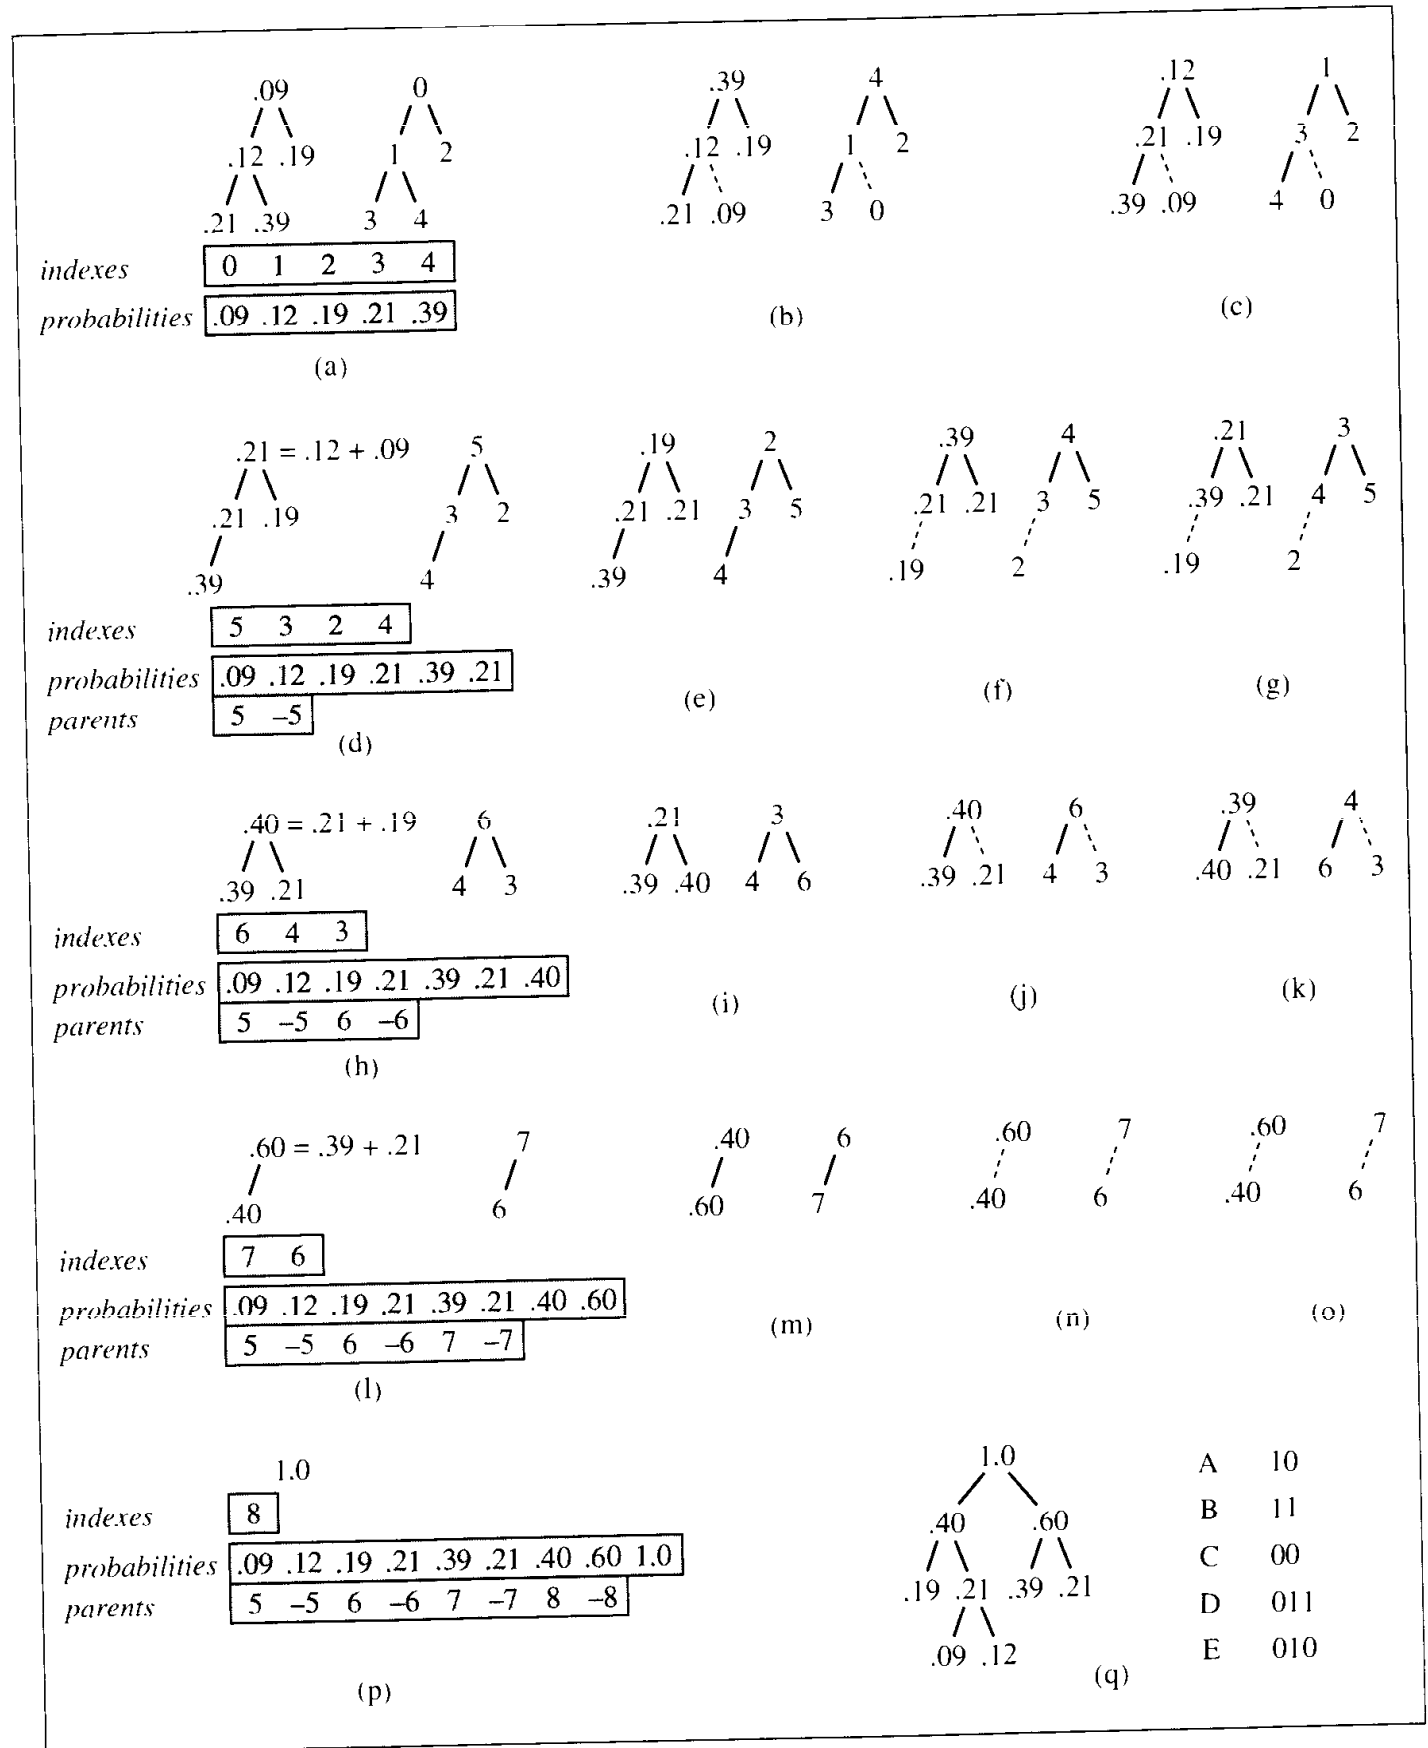 .09 0 .39 4 .12 1
.12 .19 1 2 .12 .19 1 2 .21 .19 3 2
.21 .39 3 4 .21 .09 3 0 .39 .09 4 0
indexes 0 1 2 3 4
probabilities .09 .12 .19 .21 .39
(a) (b) (c)
.21 = .12 + .09 5 .19 2 .39 4 .21 3
.21 .19 3 2 .21 .21 3 5 .21 .21 3 5 .39 .21 4 5
.39 4 .39 4 .19 2 .19 2
indexes 5 3 2 4
probabilities .09 .12 .19 .21 .39 .21
parents 5 –5
(d) (e) (f) (g)
.40 = .21 + .19 6 .21 3 .40 6 .39 4
.39 .21 4 3 .39 .40 4 6 .39 .21 4 3 .40 .21 6 3
indexes 6 4 3
probabilities .09 .12 .19 .21 .39 .21 .40
parents 5 –5 6 –6
(h) (i) (j) (k)
.60 = .39 + .21 7 .40 6 .60 7 .60 7
.40 6 .60 7 .40 6 .40 6
indexes 7 6
probabilities .09 .12 .19 .21 .39 .21 .40 .60
parents 5 –5 6 –6 7 –7
(l) (m) (n) (o)
1.0
indexes 8
probabilities .09 .12 .19 .21 .39 .21 .40 .60 1.0
parents 5 –5 6 –6 7 –7 8 –8
(p)
1.0
.40 .60
.19 .21 .39 .21
.09 .12
(q)
A 10
B 11
C 00
D 011
E 010